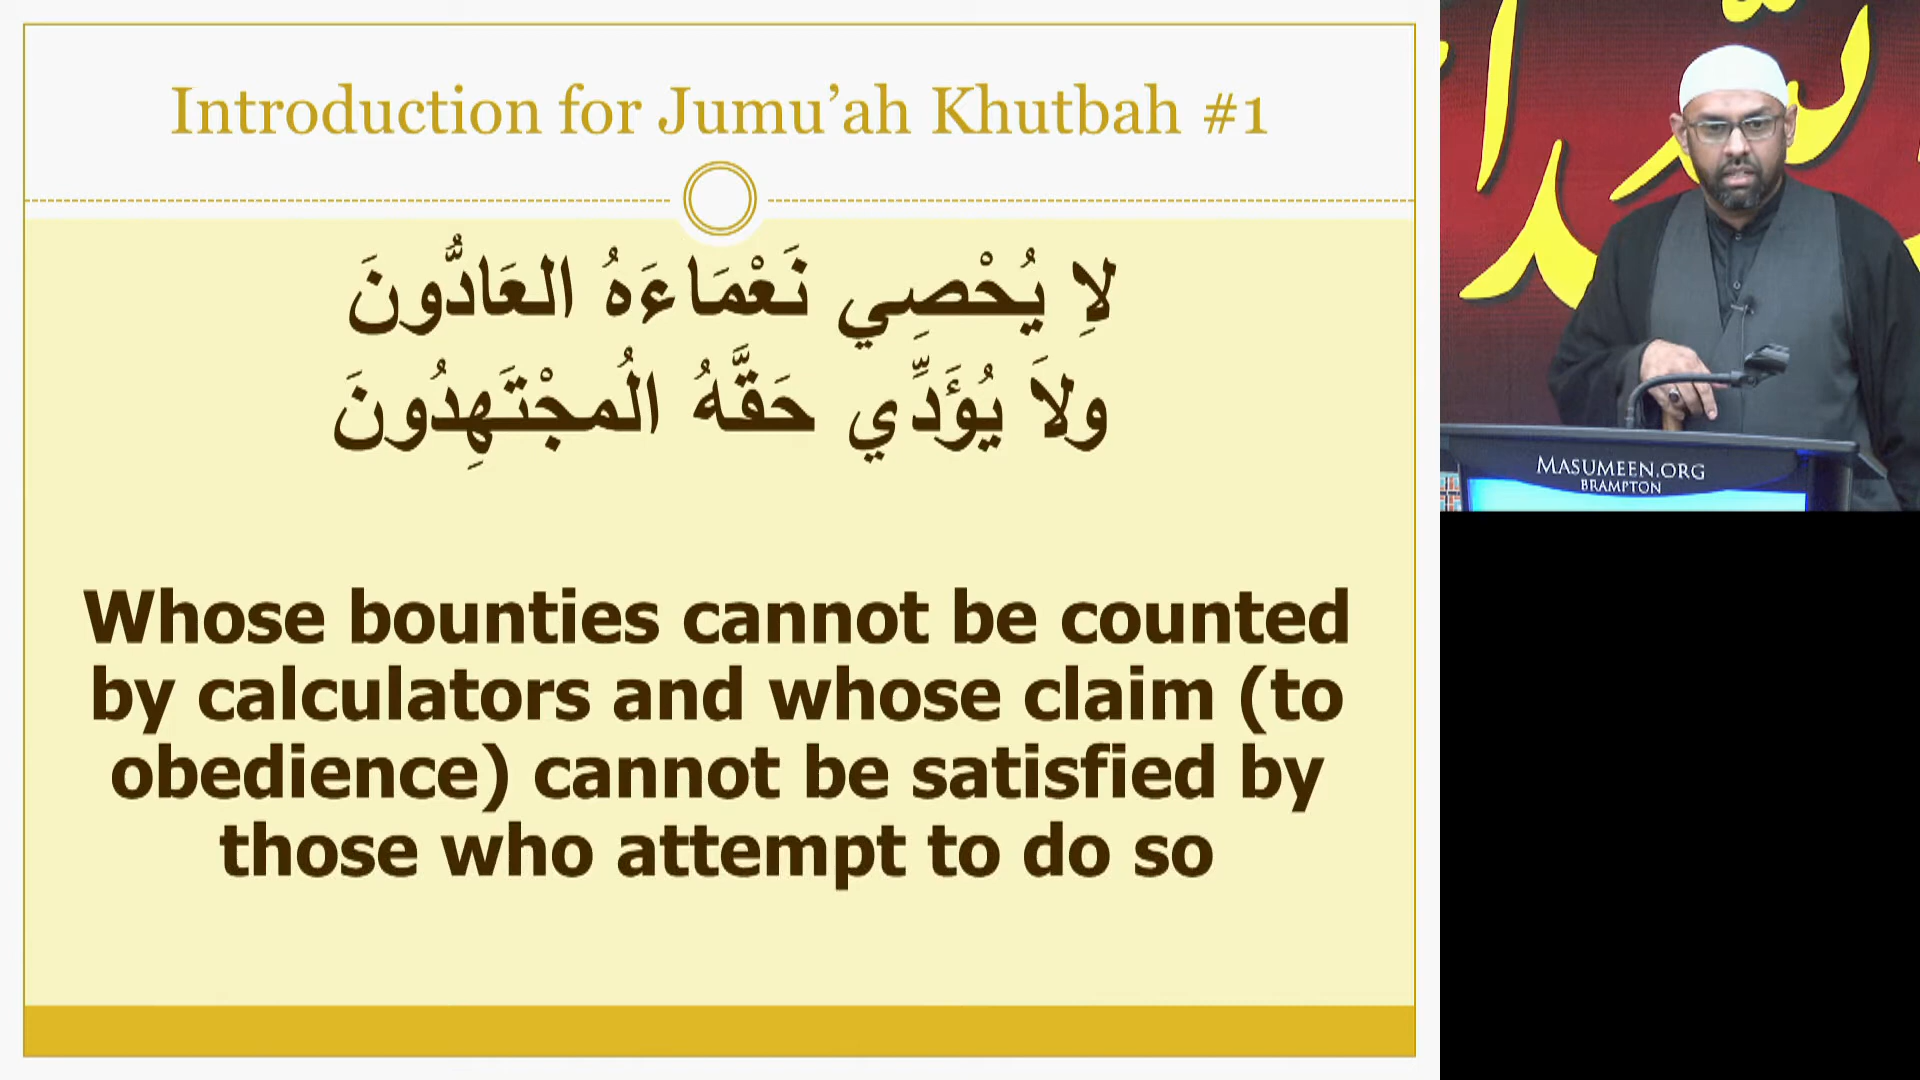 Introduction for Jumu’ah Khutbah #1
لاِ يُحْصِي نَعْمَاءَهُ العَادُّونَ
ولاَ يُؤَدِّي حَقَّهُ الُمجْتَهِدُونَ
Whose bounties cannot be counted
by calculators and whose claim (to
obedience) cannot be satisfied by
those who attempt to do so
MASUMEEN.ORG
BRAMPTON